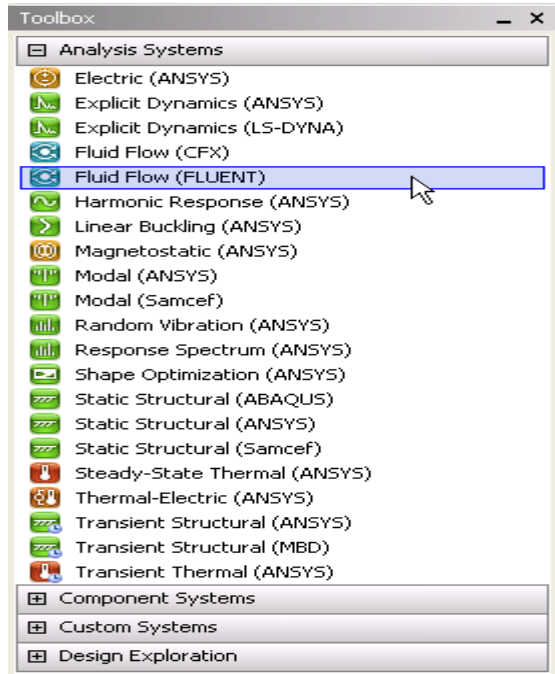 Toolbox
Analysis Systems
Electric (ANSYS)
Explicit Dynamics (ANSYS)
Explicit Dynamics (LS-DYNA)
Fluid Flow (CFX)
Fluid Flow (FLUENT)
Harmonic Response (ANSYS)
Linear Buckling (ANSYS)
Magnetostatic (ANSYS)
Modal (ANSYS)
Modal (Samcef)
Random Vibration (ANSYS)
Response Spectrum (ANSYS)
Shape Optimization (ANSYS)
Static Structural (ABAQUS)
Static Structural (ANSYS)
Static Structural (Samcef)
Steady-State Thermal (ANSYS)
Thermal-Electric (ANSYS)
Transient Structural (ANSYS)
Transient Structural (MBD)
Transient Thermal (ANSYS)
Component Systems
Custom Systems
Design Exploration